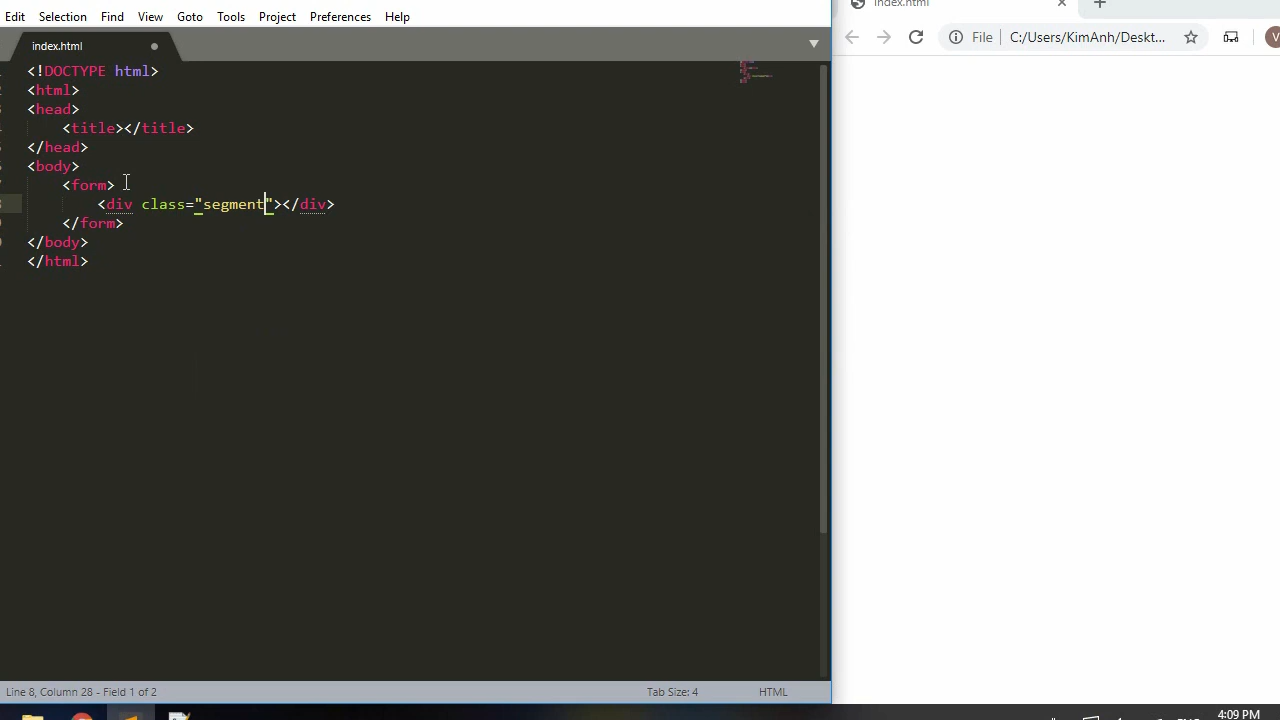 Edit Selection Find View Goto Tools Project Preferences Help
index.html
index.html
File C:/Users/KimAnh/Deskt...
V
<!DOCTYPE html>
<html>
<head>
<title></title>
</head>
<body>
<form>
8 <div class="segment"></div>
</form>
</body>
</html>
Line 8, Column 28 - Field 1 of 2 Tab Size: 4 HTML
4:09 PM